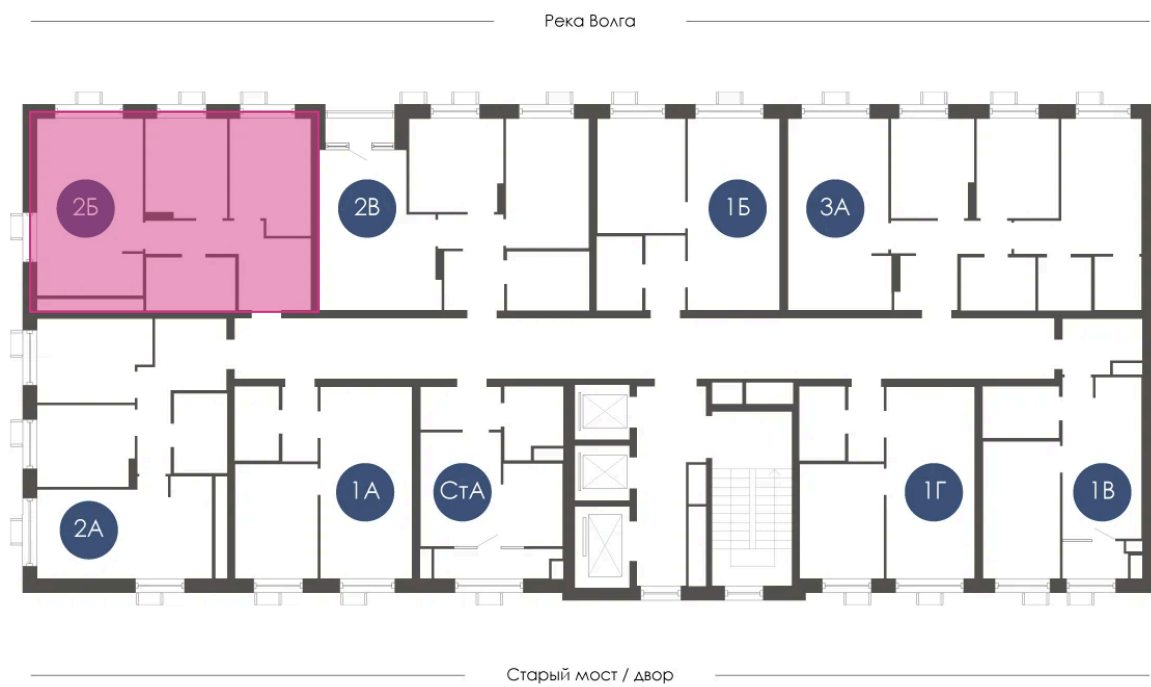 Река Волга
2Б
2В
1Б
3А
2А
1А
СтА
1Г
1В
Старый мост / двор